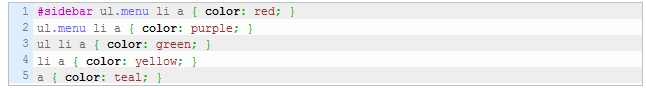 1 #sidebar ul.menu li a { color: red; }
2 ul.menu li a { color: purple; }
3 ul li a { color: green; }
4 li a { color: yellow; }
5 a { color: teal; }